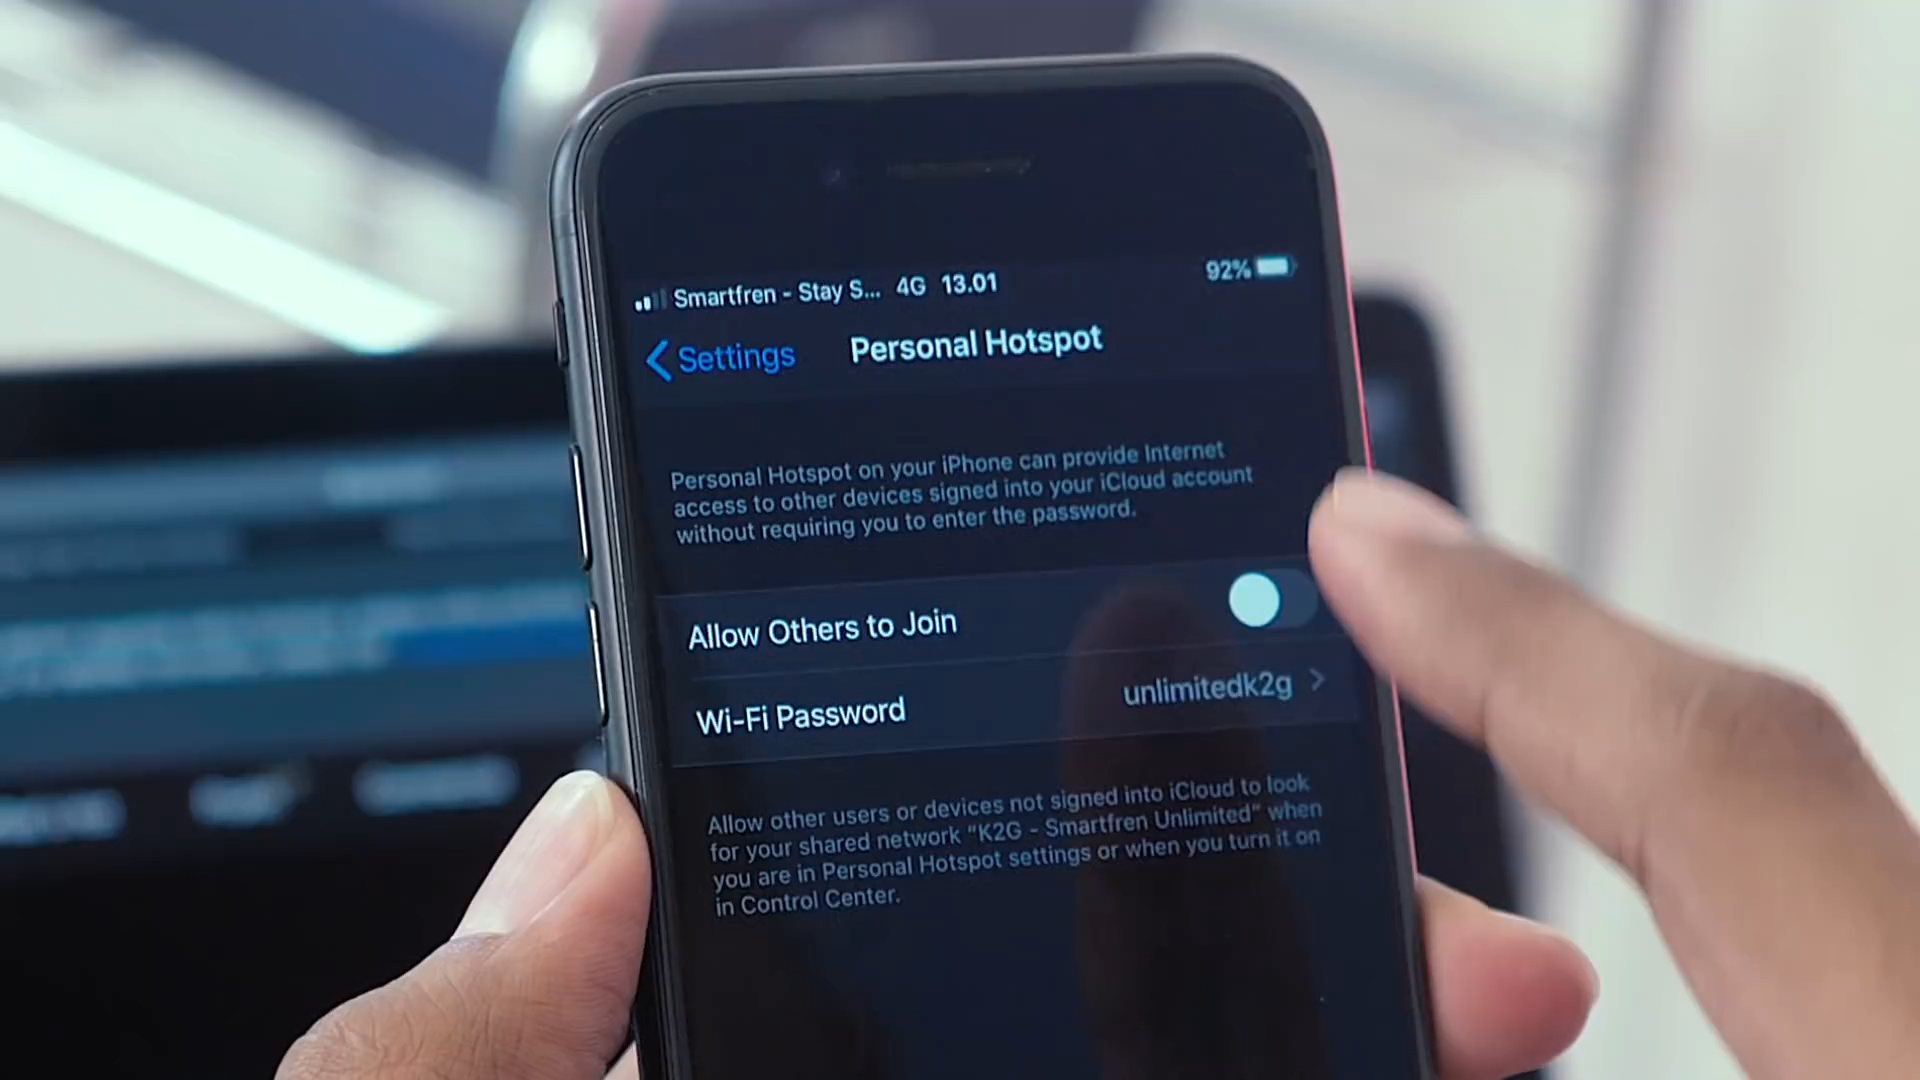 Smartfren - Stay S... 4G 13.01 92%
Settings Personal Hotspot
Personal Hotspot on your iPhone can provide Internet
access to other devices signed into your iCloud account
without requiring you to enter the password.
Allow Others to Join
Wi-Fi Password unlimitedk2g
Allow other users or devices not signed into iCloud to look
for your shared network “K2G - Smartfren Unlimited” when
you are in Personal Hotspot settings or when you turn it on
in Control Center.